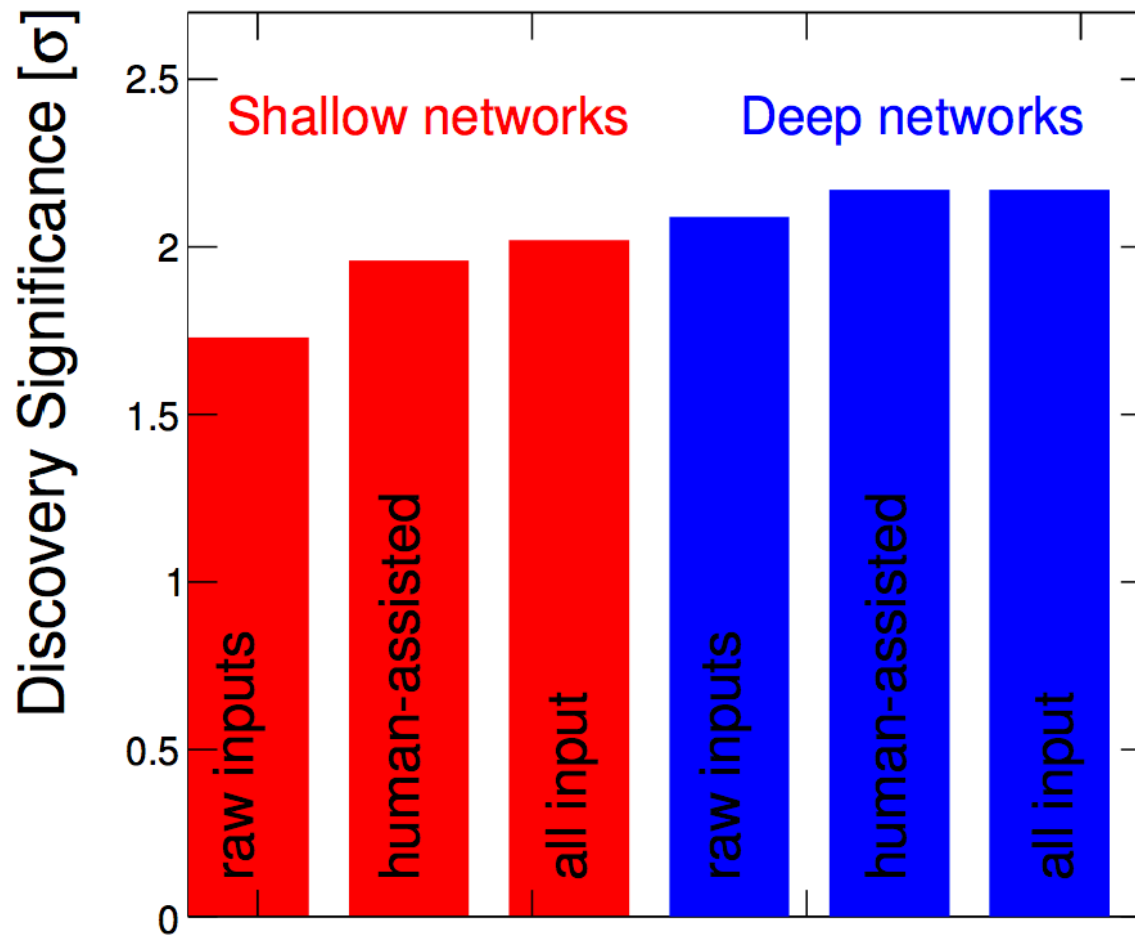 Discovery Significance [σ]
2.5
2
1.5
1
0.5
0
Shallow networks
Deep networks
raw inputs
human-assisted
all input
raw inputs
human-assisted
all input